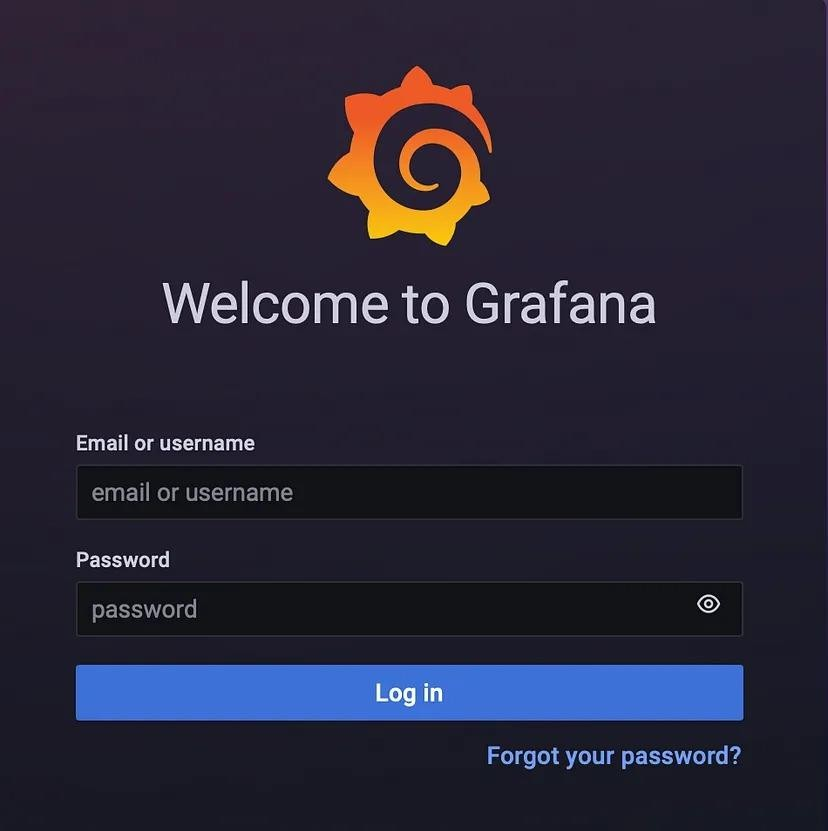 Welcome to Grafana
Email or username
email or username
Password
password
Log in
Forgot your password?